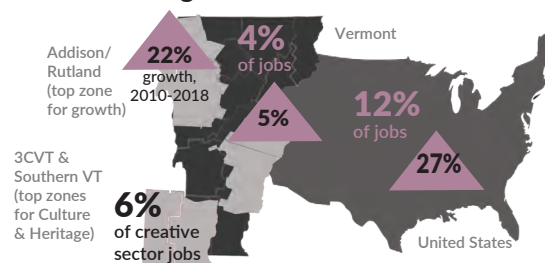 Addison/
Rutland
(top zone
for growth)
22%
growth,
2010-2018
4%
of jobs
Vermont
5%
12%
of jobs
27%
3CVT &
Southern VT
(top zones
for Culture
& Heritage)
6%
of creative
sector jobs
United States